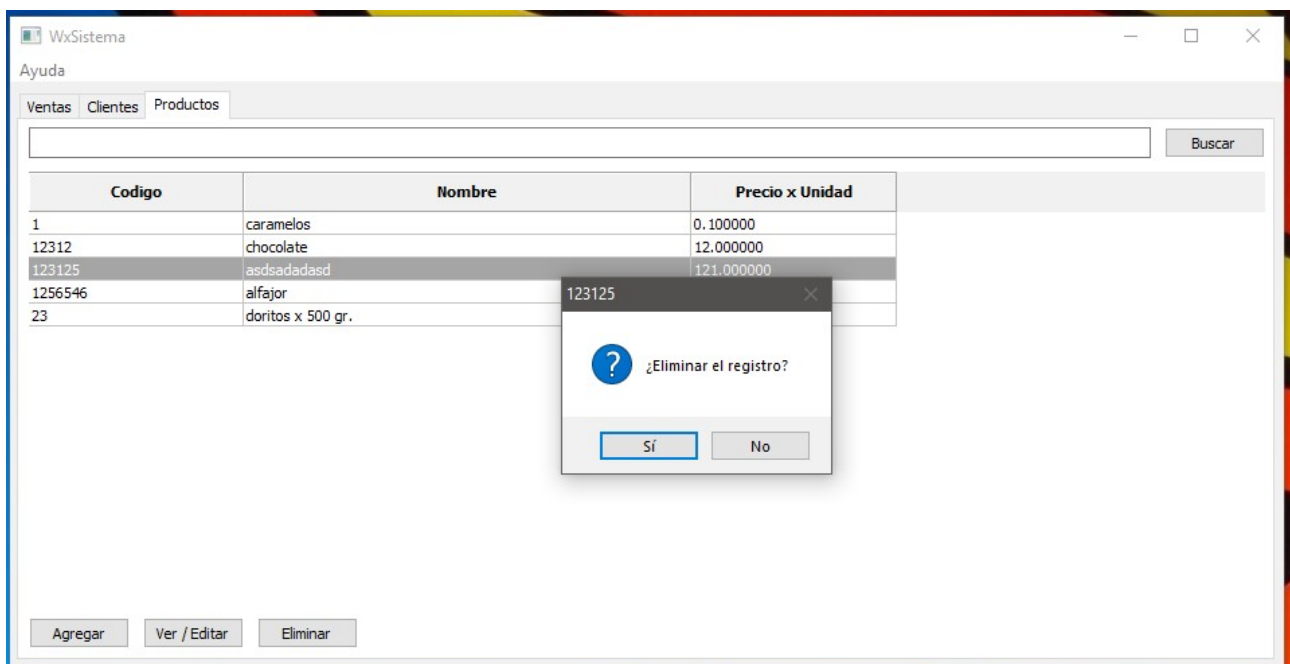 WxSistema
Ayuda
Ventas Clientes Productos
Buscar
Codigo Nombre Precio x Unidad
1 caramelos 0.100000
12312 chocolate 12.000000
123125 asdsadadasd 121.000000
1256546 alfajor
23 doritos x 500 gr.
123125
?
¿Eliminar el registro?
Sí No
Agregar Ver / Editar Eliminar